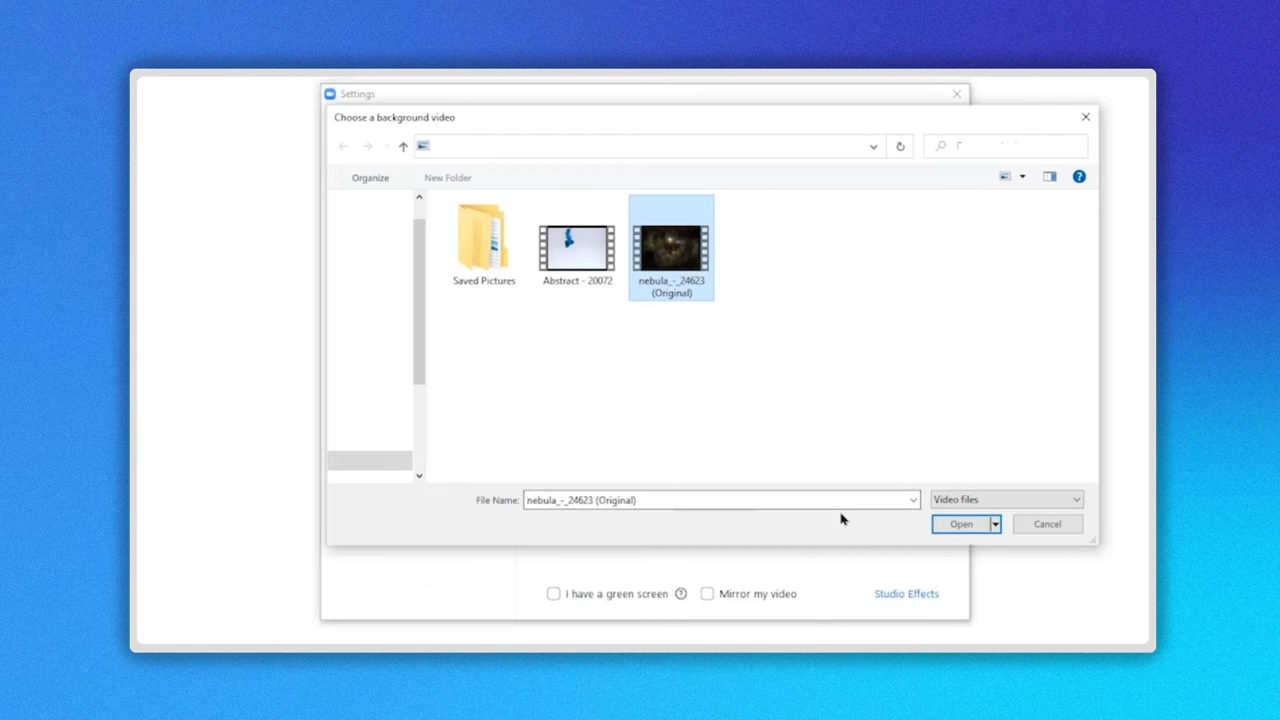 Settings
Choose a background video
Organize
New Folder
Saved Pictures
Abstract - 20072
nebula_-_24623
(Original)
File Name:
nebula_-_24623 (Original)
Video files
Open
Cancel
I have a green screen
Mirror my video
Studio Effects